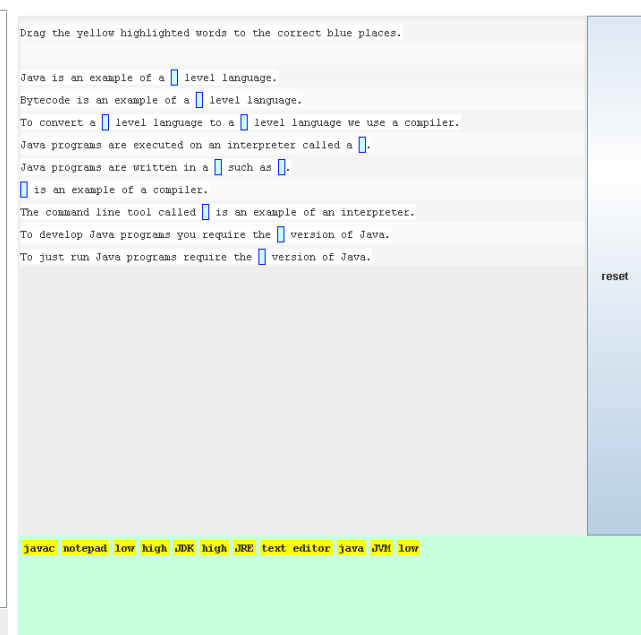 Drag the yellow highlighted words to the correct blue places.
Java is an example of a level language.
Bytecode is an example of a level language.
To convert a level language to a level language we use a compiler.
Java programs are executed on an interpreter called a .
Java programs are written in a such as .
is an example of a compiler.
The command line tool called is an example of an interpreter.
To develop Java programs you require the version of Java.
To just run Java programs require the version of Java.
reset
javac notepad low high JDK high JRE text editor java JVM low